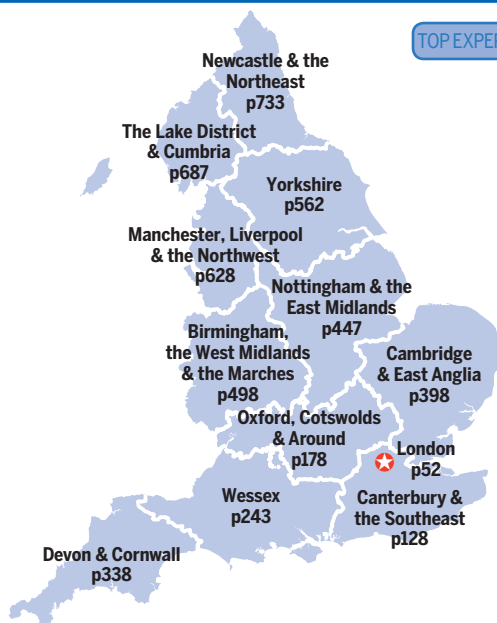 TOP EXPER
Newcastle & the
Northeast
p733
The Lake District
& Cumbria
p687
Yorkshire
p562
Manchester, Liverpool
& the Northwest
p628
Nottingham & the
East Midlands
p447
Birmingham,
the West Midlands
& the Marches
p498
Cambridge
& East Anglia
p398
Oxford, Cotswolds
& Around
p178
London
p52
Wessex
p243
Canterbury &
the Southeast
p128
Devon & Cornwall
p338